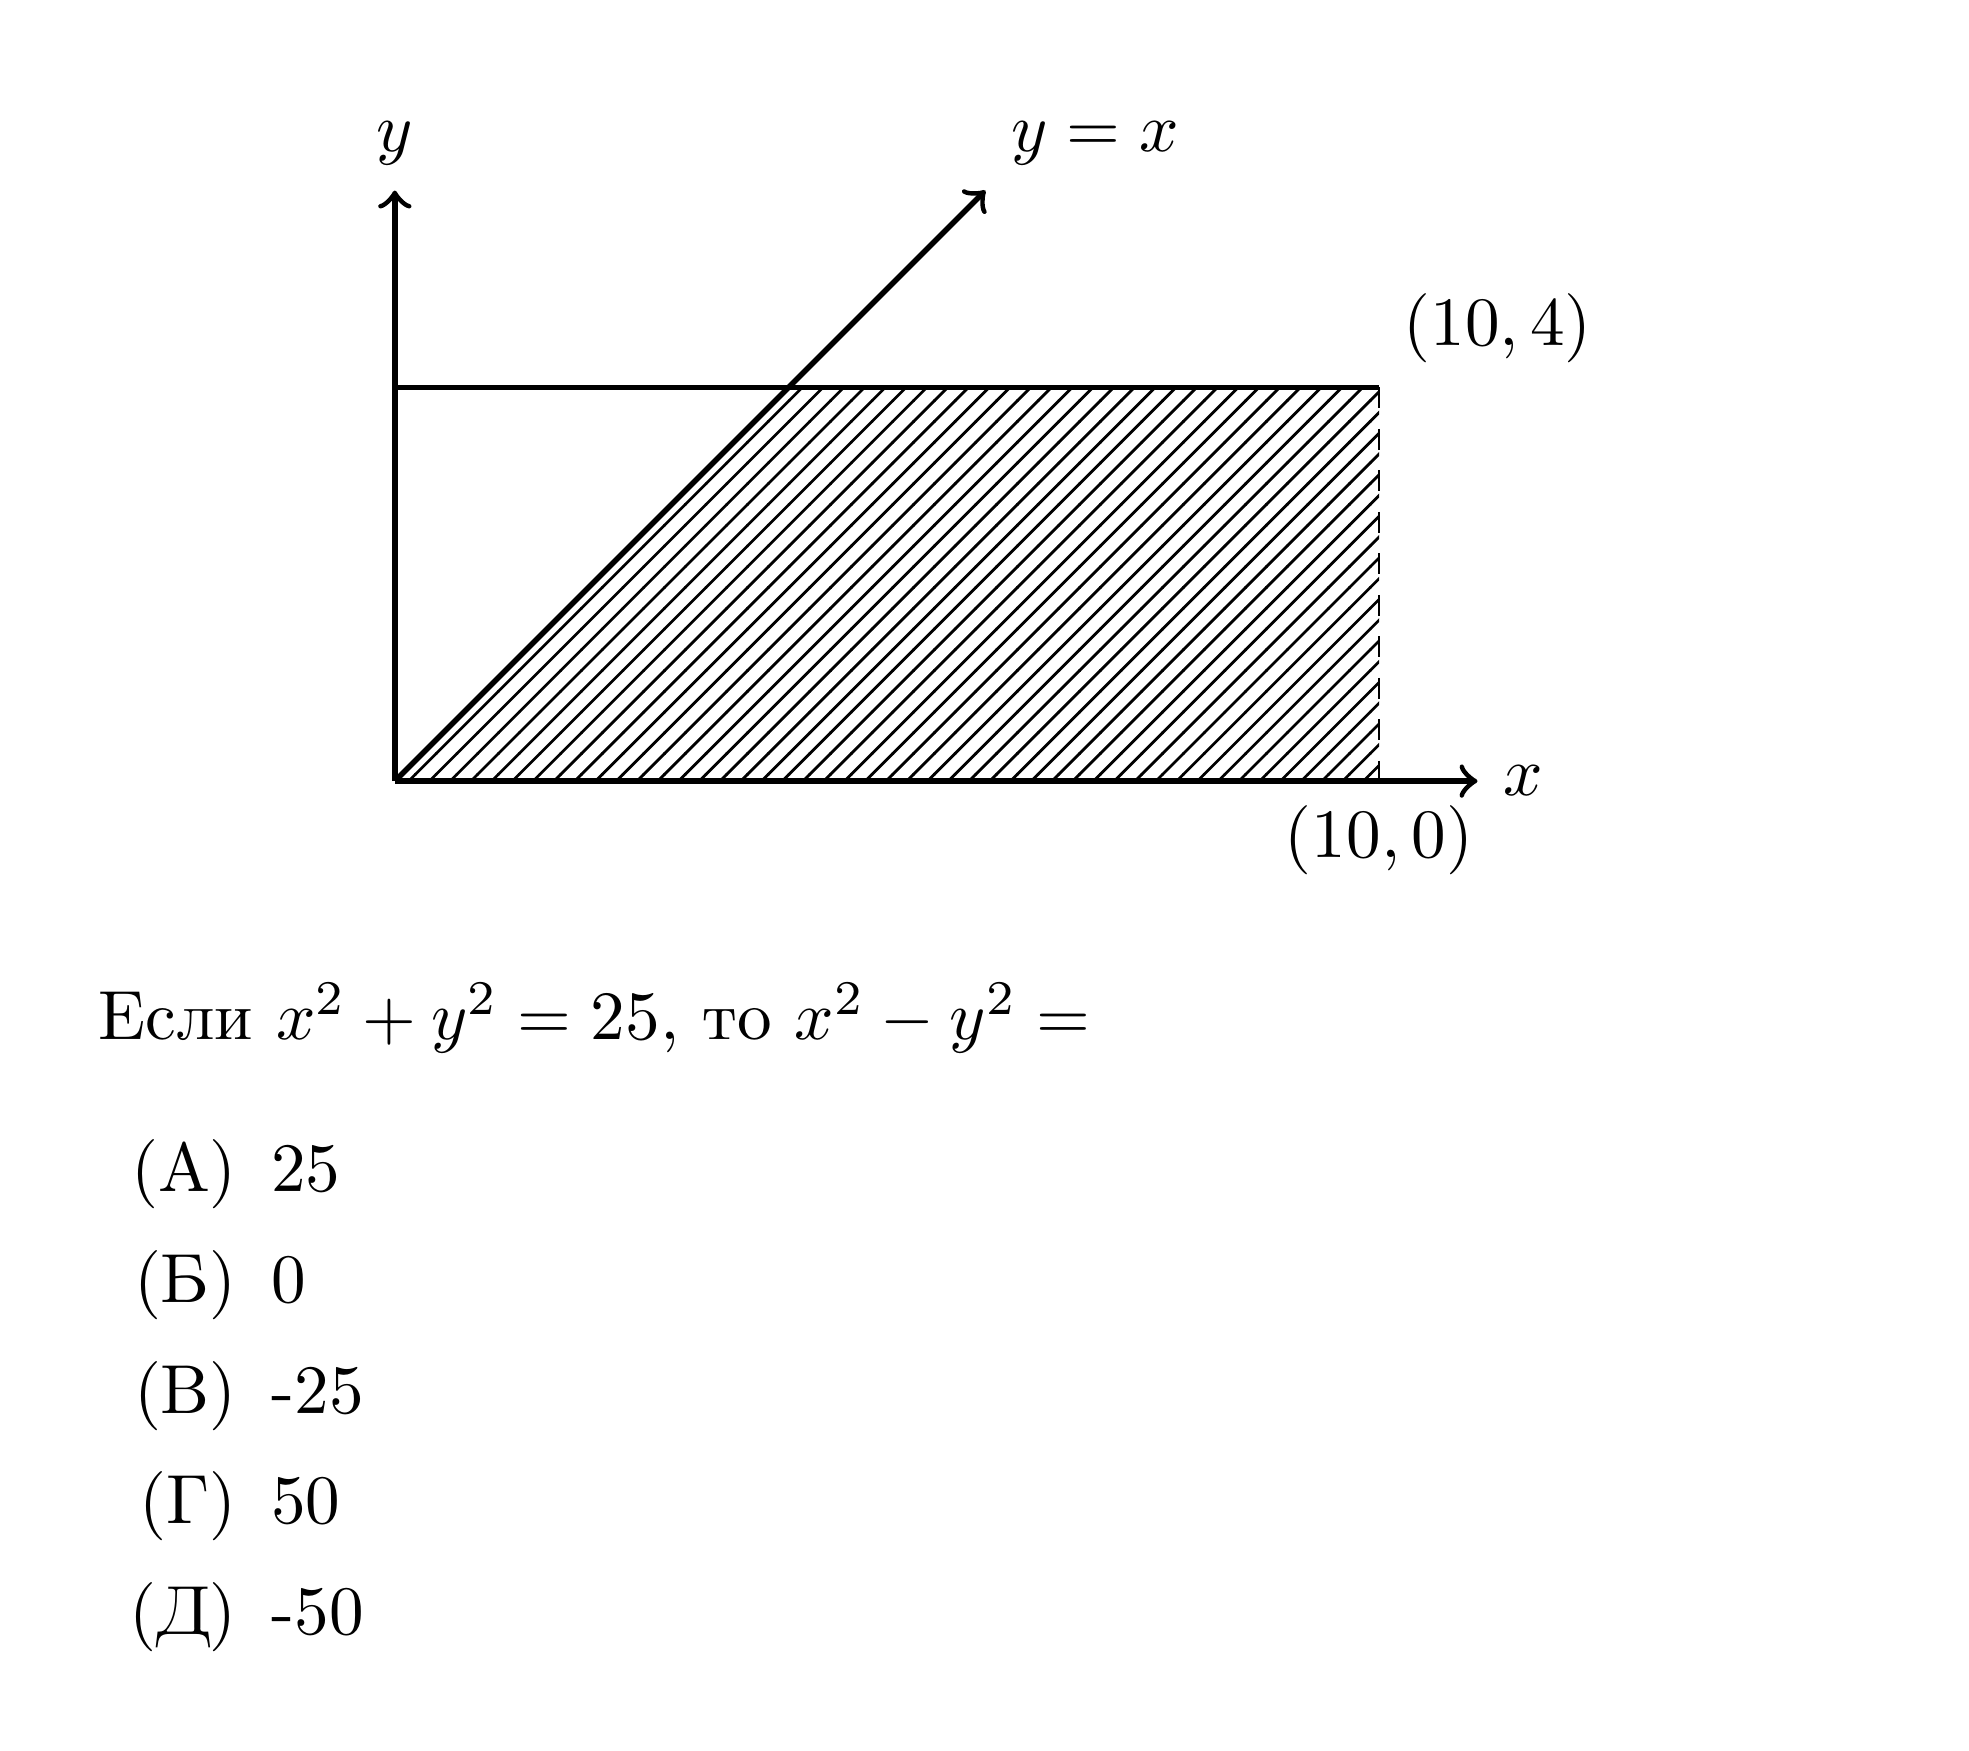 y
y = x
(10, 4)
x
(10, 0)
Если x² + y² = 25, то x² − y² =
(А) 25
(Б) 0
(В) -25
(Г) 50
(Д) -50